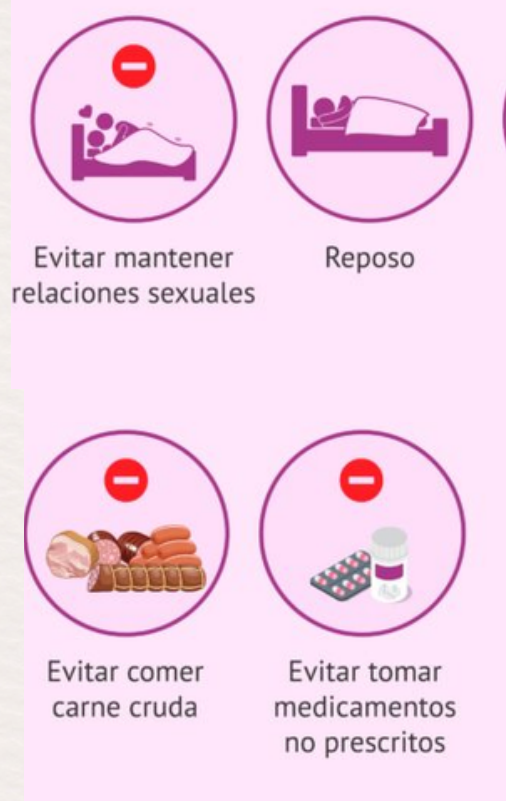 Evitar mantener
relaciones sexuales
Reposo
Evitar comer
carne cruda
Evitar tomar
medicamentos
no prescritos